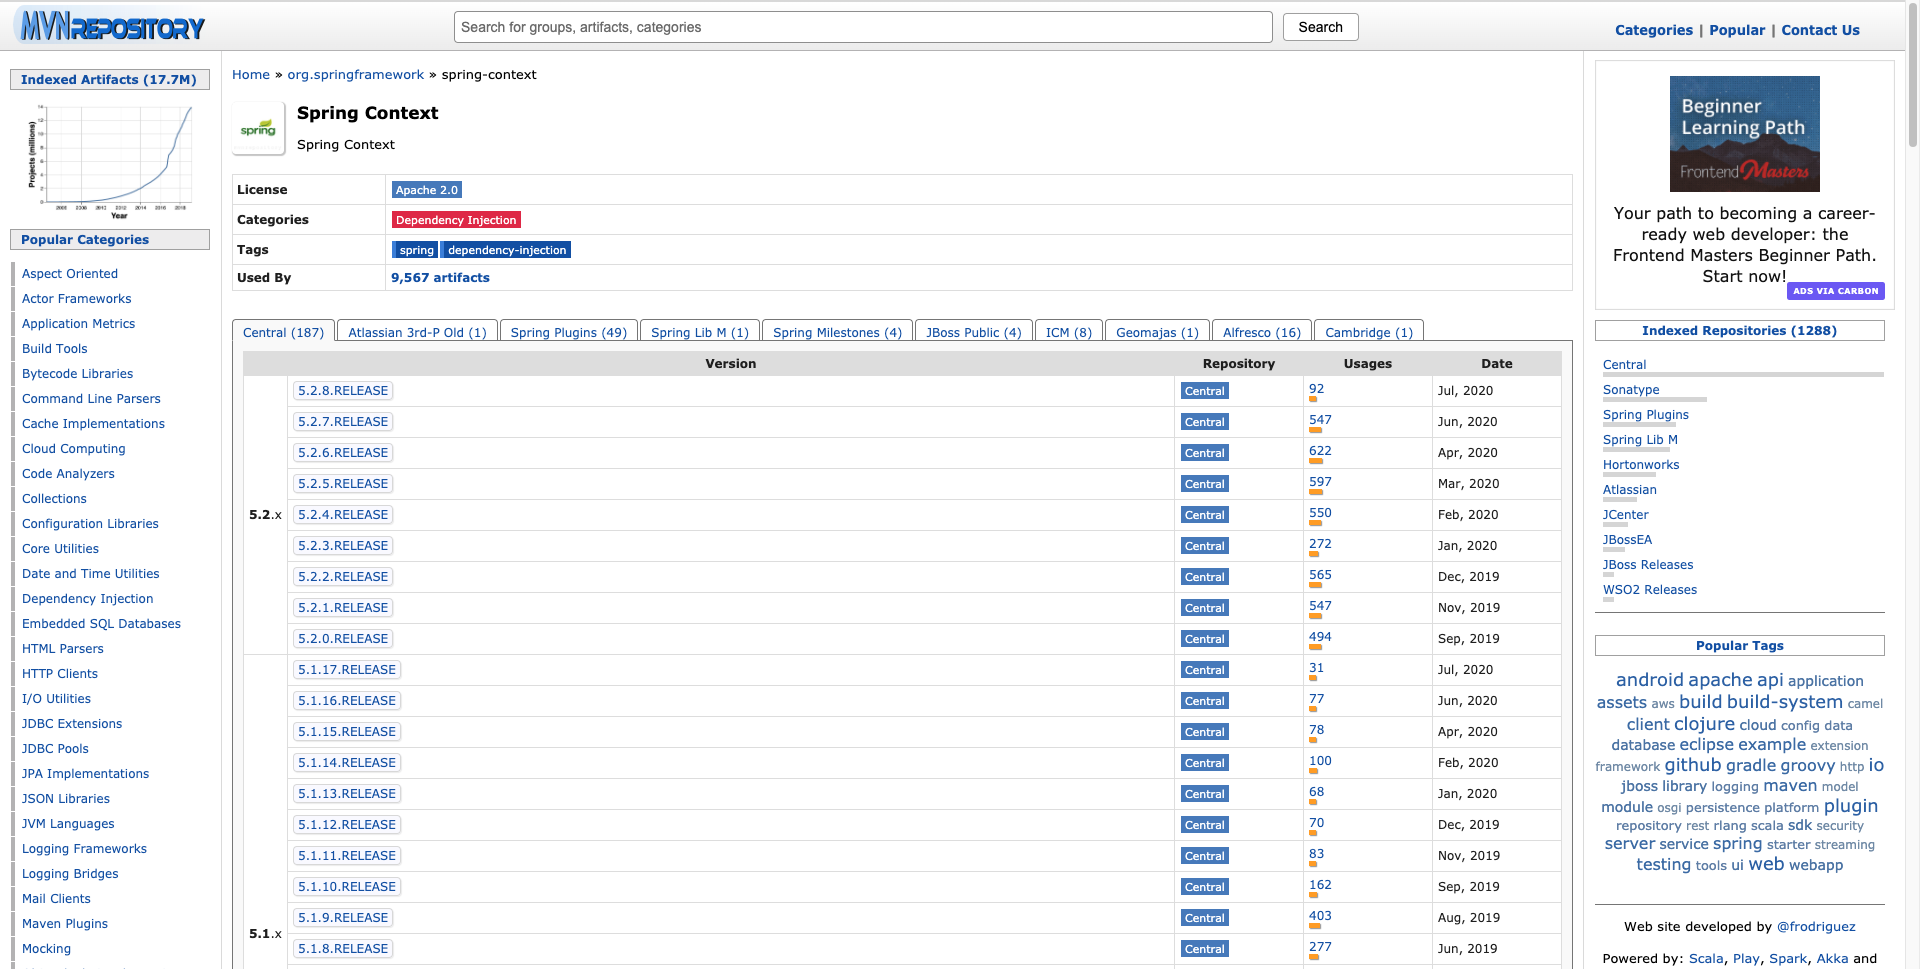 MVNREPOSITORY
Search for groups, artifacts, categories
Search
Categories | Popular | Contact Us
Indexed Artifacts (17.7M)
Projects (millions)
Year
Popular Categories
Aspect Oriented
Actor Frameworks
Application Metrics
Build Tools
Bytecode Libraries
Command Line Parsers
Cache Implementations
Cloud Computing
Code Analyzers
Collections
Configuration Libraries
Core Utilities
Date and Time Utilities
Dependency Injection
Embedded SQL Databases
HTML Parsers
HTTP Clients
I/O Utilities
JDBC Extensions
JDBC Pools
JPA Implementations
JSON Libraries
JVM Languages
Logging Frameworks
Logging Bridges
Mail Clients
Maven Plugins
Mocking
Home » org.springframework » spring-context
spring
Spring Context
Spring Context
License Apache 2.0
Categories Dependency Injection
Tags spring dependency-injection
Used By 9,567 artifacts
Central (187) Atlassian 3rd-P Old (1) Spring Plugins (49) Spring Lib M (1) Spring Milestones (4) JBoss Public (4) ICM (8) Geomajas (1) Alfresco (16) Cambridge (1)
Version Repository Usages Date
5.2.x
5.2.8.RELEASE Central 92 Jul, 2020
5.2.7.RELEASE Central 547 Jun, 2020
5.2.6.RELEASE Central 622 Apr, 2020
5.2.5.RELEASE Central 597 Mar, 2020
5.2.4.RELEASE Central 550 Feb, 2020
5.2.3.RELEASE Central 272 Jan, 2020
5.2.2.RELEASE Central 565 Dec, 2019
5.2.1.RELEASE Central 547 Nov, 2019
5.2.0.RELEASE Central 494 Sep, 2019
5.1.x
5.1.17.RELEASE Central 31 Jul, 2020
5.1.16.RELEASE Central 77 Jun, 2020
5.1.15.RELEASE Central 78 Apr, 2020
5.1.14.RELEASE Central 100 Feb, 2020
5.1.13.RELEASE Central 68 Jan, 2020
5.1.12.RELEASE Central 70 Dec, 2019
5.1.11.RELEASE Central 83 Nov, 2019
5.1.10.RELEASE Central 162 Sep, 2019
5.1.9.RELEASE Central 403 Aug, 2019
5.1.8.RELEASE Central 277 Jun, 2019
Beginner
Learning Path
Frontend Masters
Your path to becoming a career-
ready web developer: the
Frontend Masters Beginner Path.
Start now!
ADS VIA CARBON
Indexed Repositories (1288)
Central
Sonatype
Spring Plugins
Spring Lib M
Hortonworks
Atlassian
JCenter
JBossEA
JBoss Releases
WSO2 Releases
Popular Tags
android apache api application
assets aws build build-system camel
client clojure cloud config data
database eclipse example extension
framework github gradle groovy http io
jboss library logging maven model
module osgi persistence platform plugin
repository rest rlang scala sdk security
server service spring starter streaming
testing tools ui web webapp
Web site developed by @frodriguez
Powered by: Scala, Play, Spark, Akka and